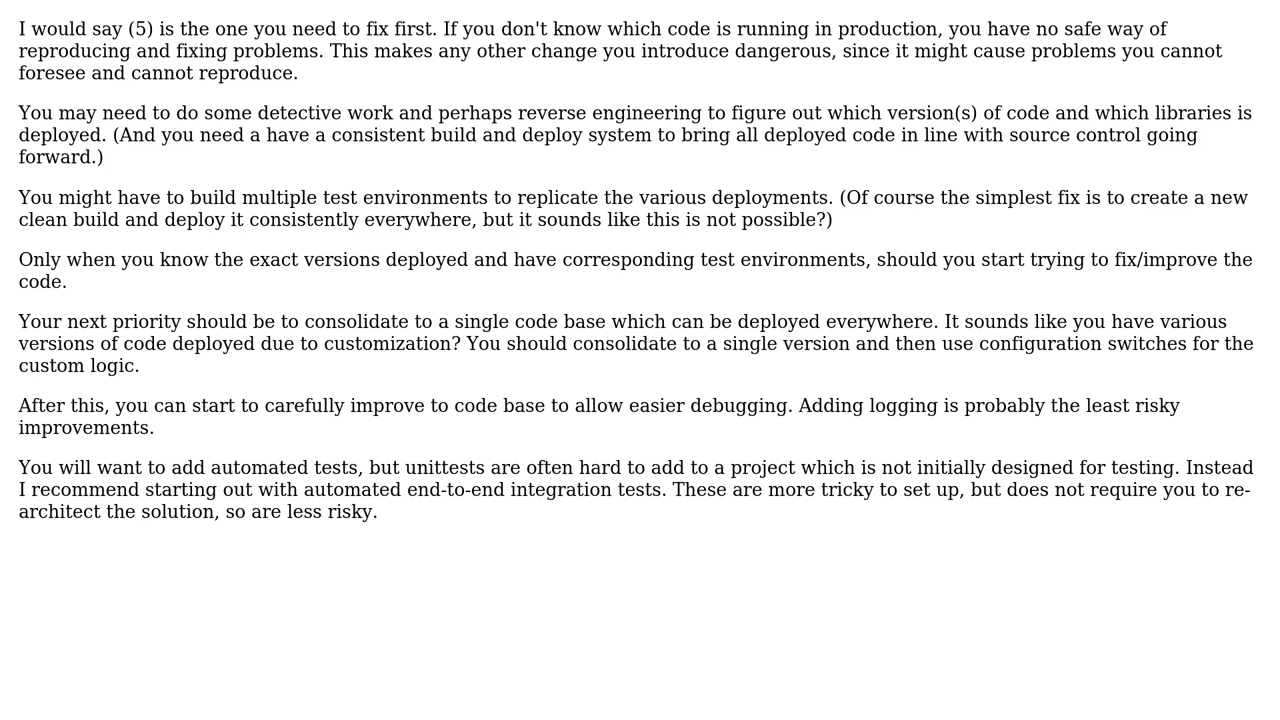 I would say (5) is the one you need to fix first. If you don't know which code is running in production, you have no safe way of
reproducing and fixing problems. This makes any other change you introduce dangerous, since it might cause problems you cannot
foresee and cannot reproduce.
You may need to do some detective work and perhaps reverse engineering to figure out which version(s) of code and which libraries is
deployed. (And you need a have a consistent build and deploy system to bring all deployed code in line with source control going
forward.)
You might have to build multiple test environments to replicate the various deployments. (Of course the simplest fix is to create a new
clean build and deploy it consistently everywhere, but it sounds like this is not possible?)
Only when you know the exact versions deployed and have corresponding test environments, should you start trying to fix/improve the
code.
Your next priority should be to consolidate to a single code base which can be deployed everywhere. It sounds like you have various
versions of code deployed due to customization? You should consolidate to a single version and then use configuration switches for the
custom logic.
After this, you can start to carefully improve to code base to allow easier debugging. Adding logging is probably the least risky
improvements.
You will want to add automated tests, but unittests are often hard to add to a project which is not initially designed for testing. Instead
I recommend starting out with automated end-to-end integration tests. These are more tricky to set up, but does not require you to re-
architect the solution, so are less risky.